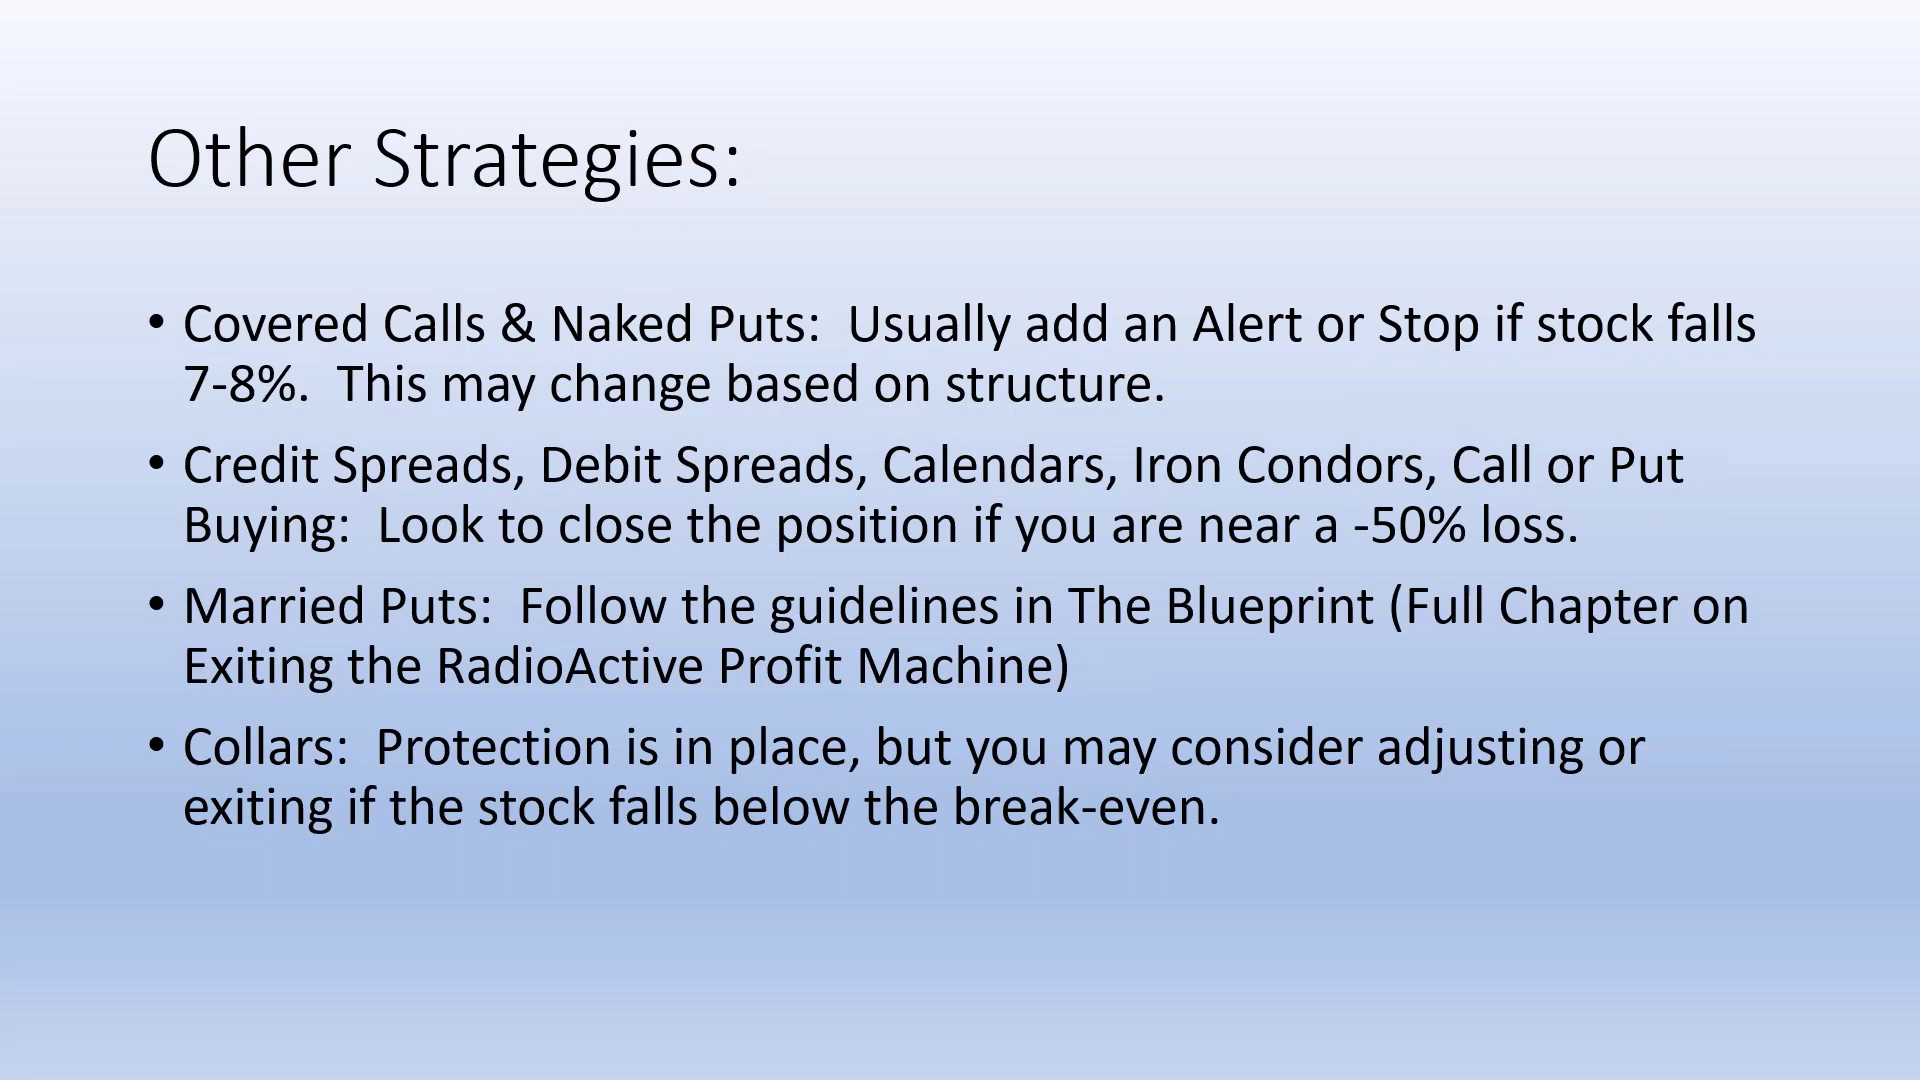 Other Strategies:
• Covered Calls & Naked Puts:  Usually add an Alert or Stop if stock falls
7-8%.  This may change based on structure.
• Credit Spreads, Debit Spreads, Calendars, Iron Condors, Call or Put
Buying:  Look to close the position if you are near a -50% loss.
• Married Puts:  Follow the guidelines in The Blueprint (Full Chapter on
Exiting the RadioActive Profit Machine)
• Collars:  Protection is in place, but you may consider adjusting or
exiting if the stock falls below the break-even.